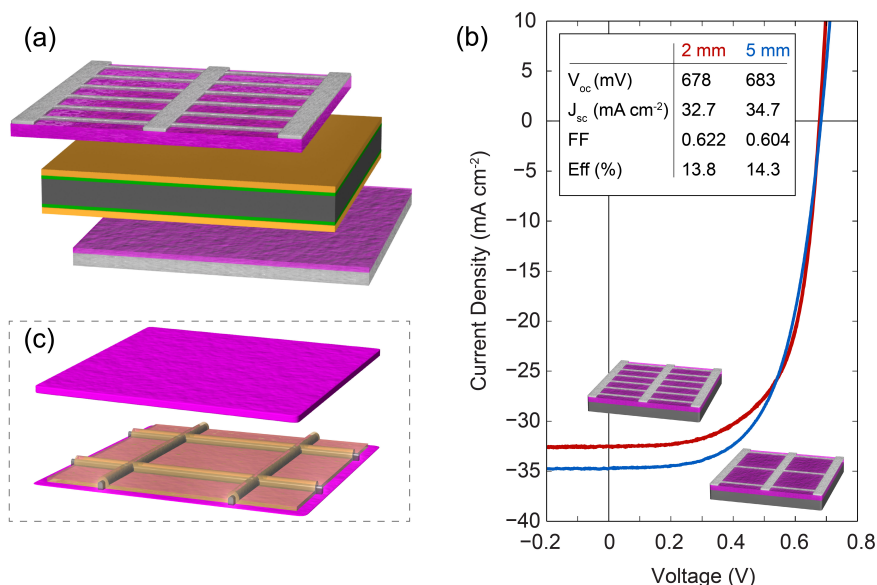 (a)
(b)
2 mm 5 mm
V_oc (mV) 678 683
J_sc (mA cm⁻²) 32.7 34.7
FF 0.622 0.604
Eff (%) 13.8 14.3
10
5
0
−5
−10
−15
−20
−25
−30
−35
−40
Current Density (mA cm⁻²)
-0.2 0 0.2 0.4 0.6 0.8
Voltage (V)
(c)